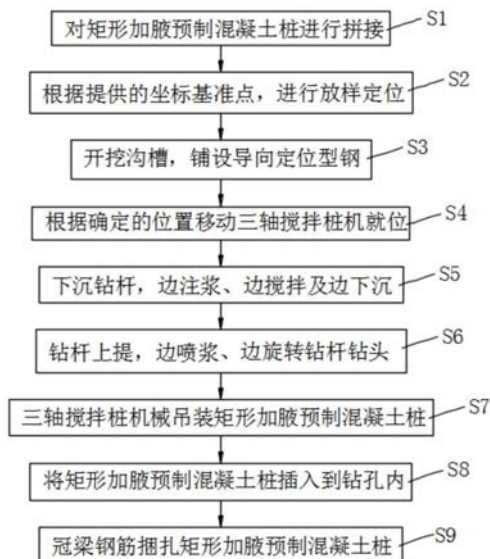 对矩形加腋预制混凝土桩进行拼接 S1
根据提供的坐标基准点，进行放样定位 S2
开挖沟槽，铺设导向定位型钢 S3
根据确定的位置移动三轴搅拌桩机就位 S4
下沉钻杆，边注浆、边搅拌及边下沉 S5
钻杆上提，边喷浆、边旋转钻杆钻头 S6
三轴搅拌桩机械吊装矩形加腋预制混凝土桩 S7
将矩形加腋预制混凝土桩插入到钻孔内 S8
冠梁钢筋捆扎矩形加腋预制混凝土桩 S9